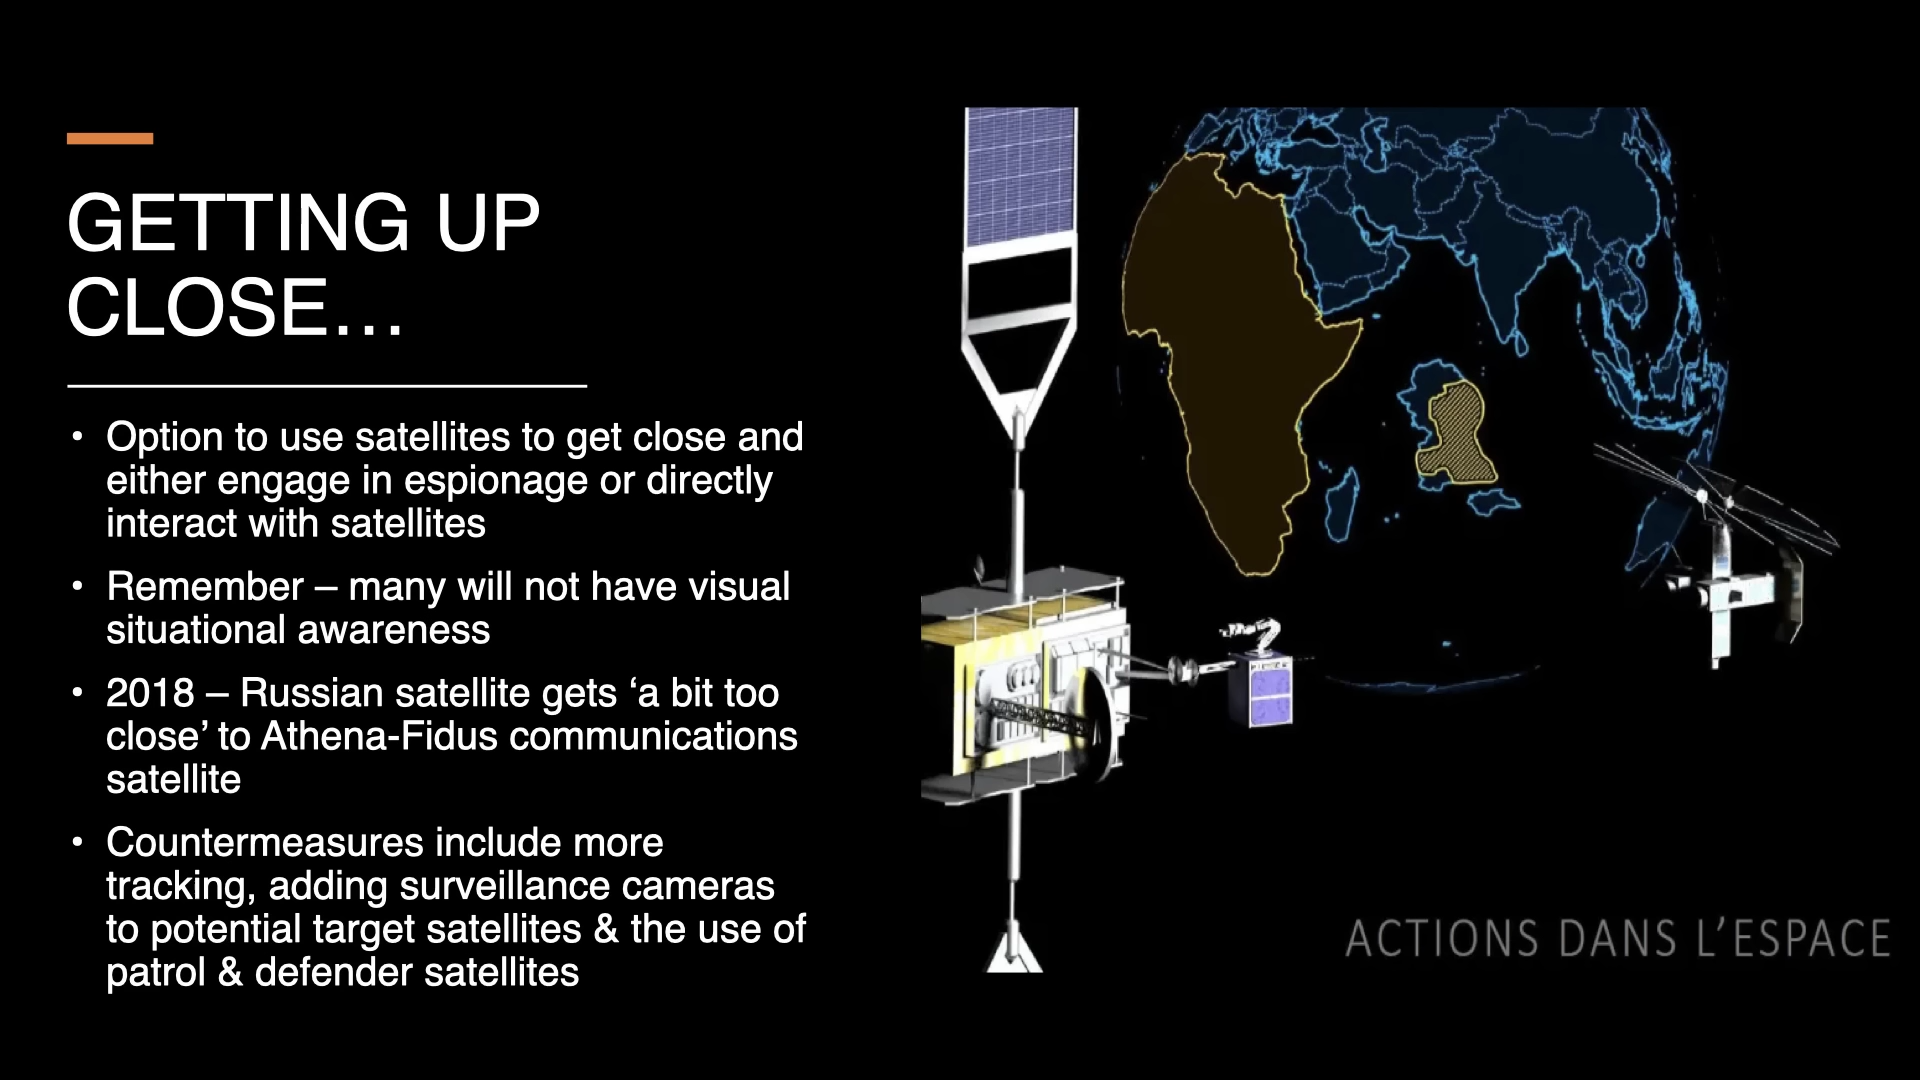 GETTING UP
CLOSE…
• Option to use satellites to get close and
either engage in espionage or directly
interact with satellites
• Remember – many will not have visual
situational awareness
• 2018 – Russian satellite gets ‘a bit too
close’ to Athena-Fidus communications
satellite
• Countermeasures include more
tracking, adding surveillance cameras
to potential target satellites & the use of
patrol & defender satellites
ACTIONS DANS L’ESPACE